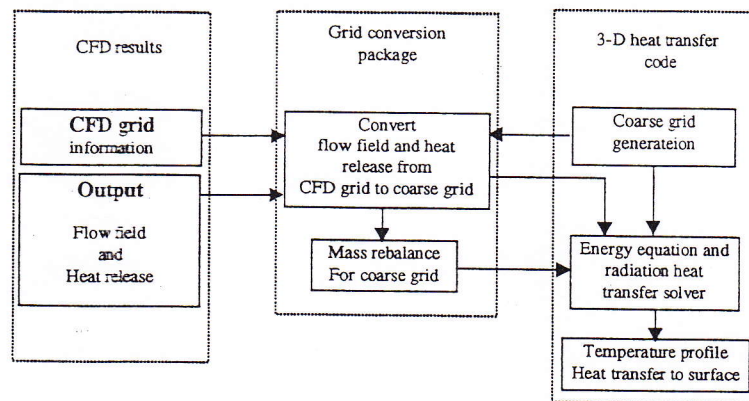 CFD results
CFD grid
information
Output
Flow field
and
Heat release
Grid conversion
package
Convert
flow field and heat
release from
CFD grid to coarse grid
Mass rebalance
For coarse grid
3-D heat transfer
code
Coarse grid
generateion
Energy equation and
radiation heat
transfer solver
Temperature profile
Heat transfer to surface